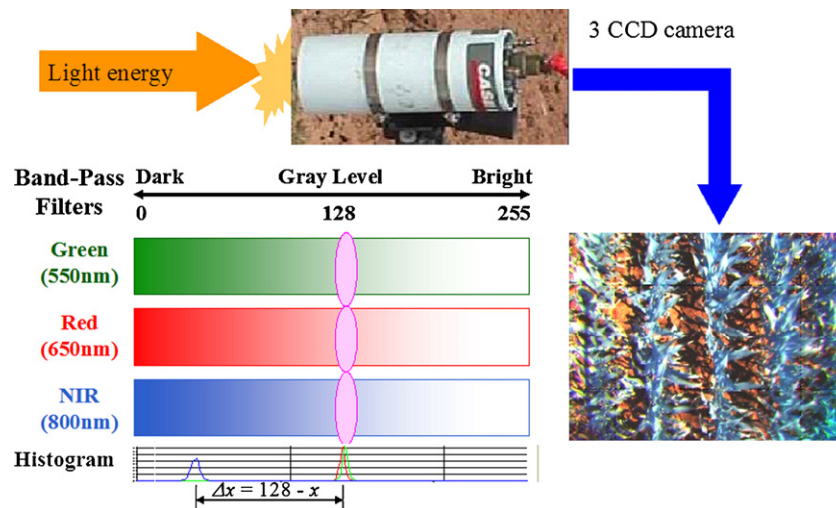 Light energy
3 CCD camera
CASE
Band-Pass
Filters
Dark Gray Level Bright
0 128 255
Green
(550nm)
Red
(650nm)
NIR
(800nm)
Histogram
Δx = 128 - x